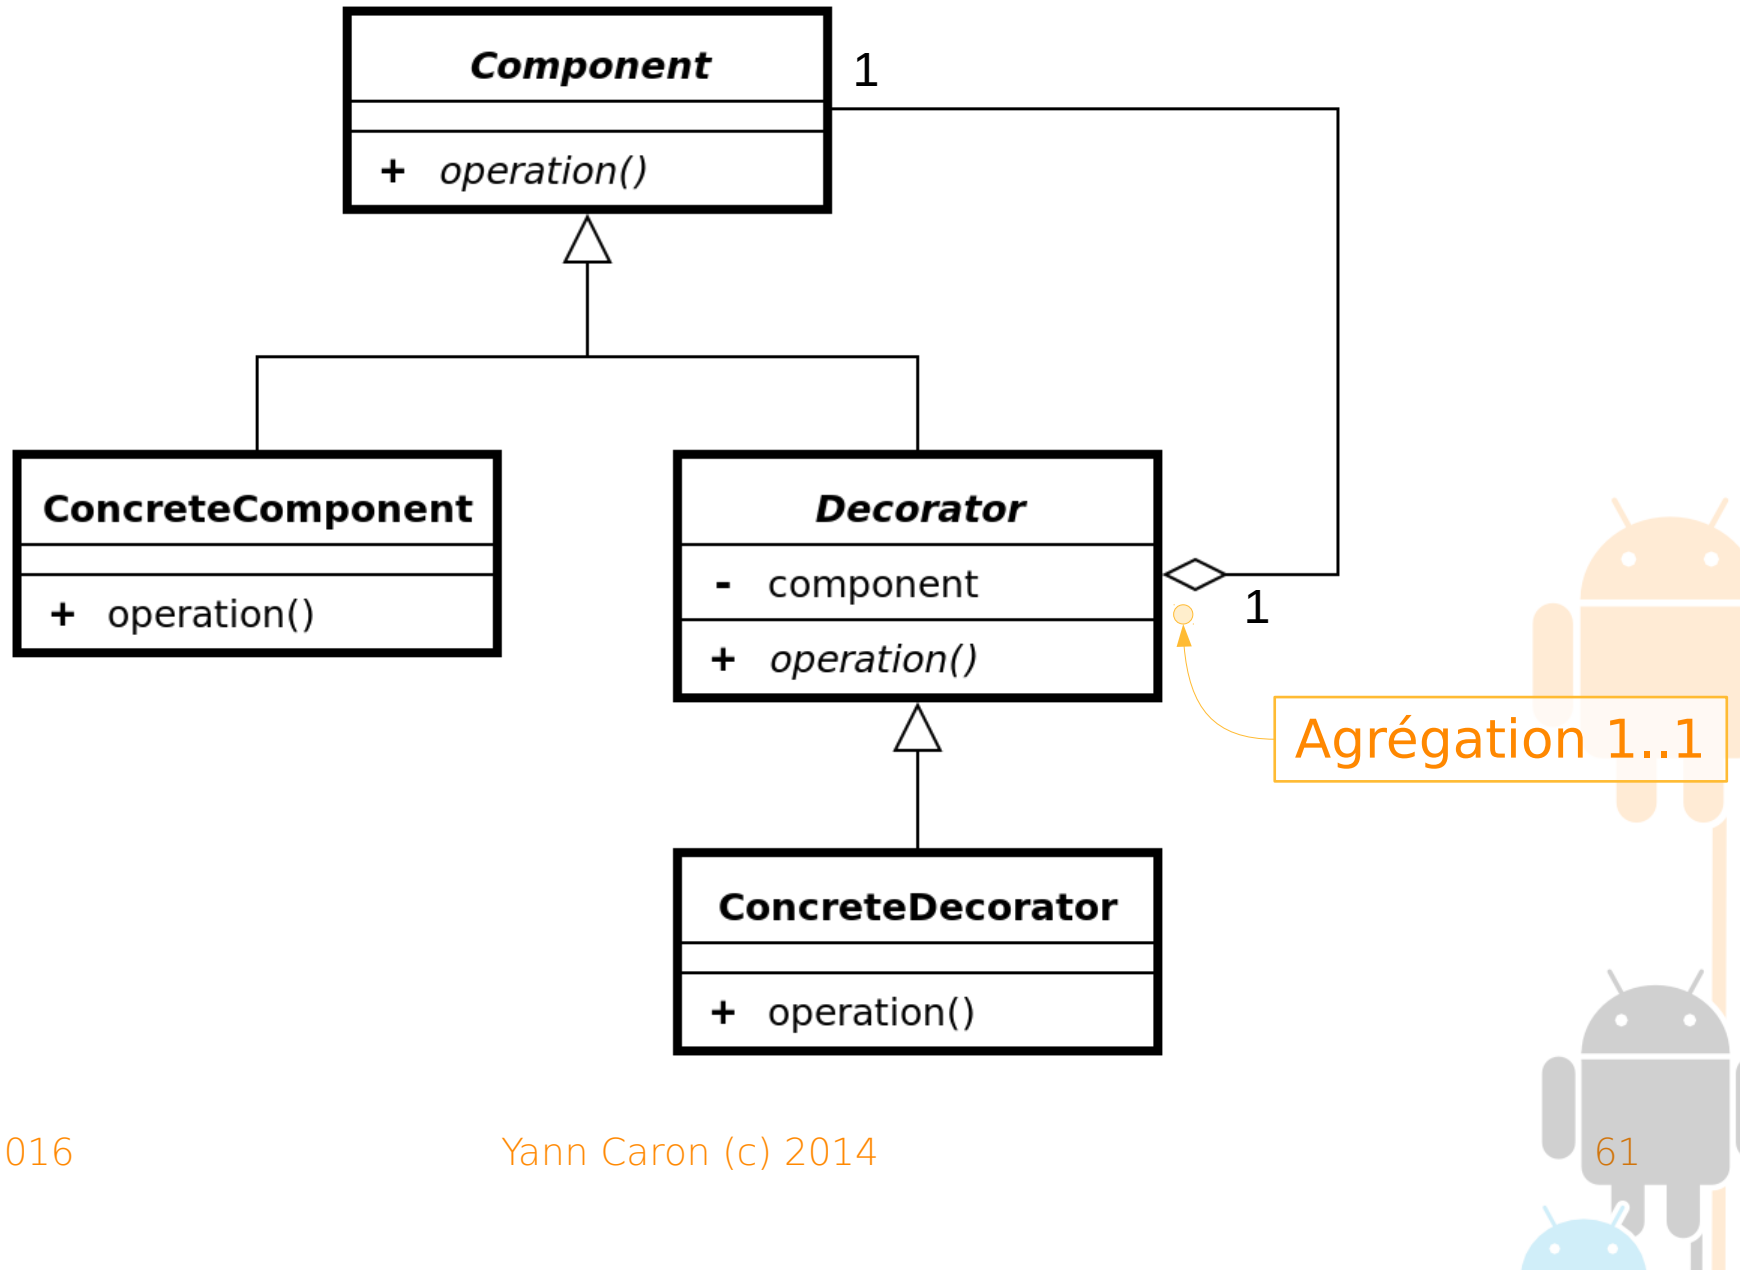 Component
1
+ operation()
ConcreteComponent
+ operation()
Decorator
- component
+ operation()
1
Agrégation 1..1
ConcreteDecorator
+ operation()
016
Yann Caron (c) 2014
61